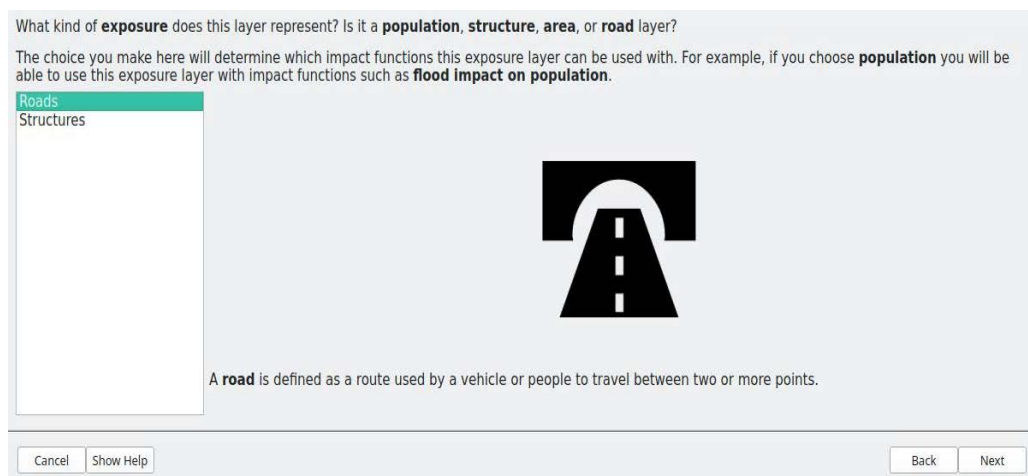 What kind of exposure does this layer represent? Is it a population, structure, area, or road layer?
The choice you make here will determine which impact functions this exposure layer can be used with. For example, if you choose population you will be
able to use this exposure layer with impact functions such as flood impact on population.
Roads
Structures
A road is defined as a route used by a vehicle or people to travel between two or more points.
Cancel Show Help Back Next